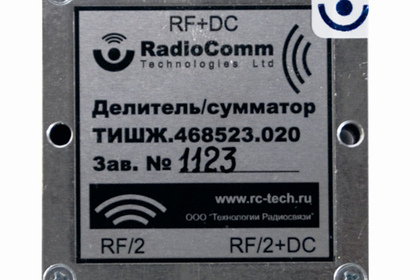 RF+DC
RadioComm
Technologies Ltd
Делитель/сумматор
ТИШЖ.468523.020
Зав. № 1123
www.rc-tech.ru
ООО "Технологии Радиосвязи"
RF/2 RF/2+DC